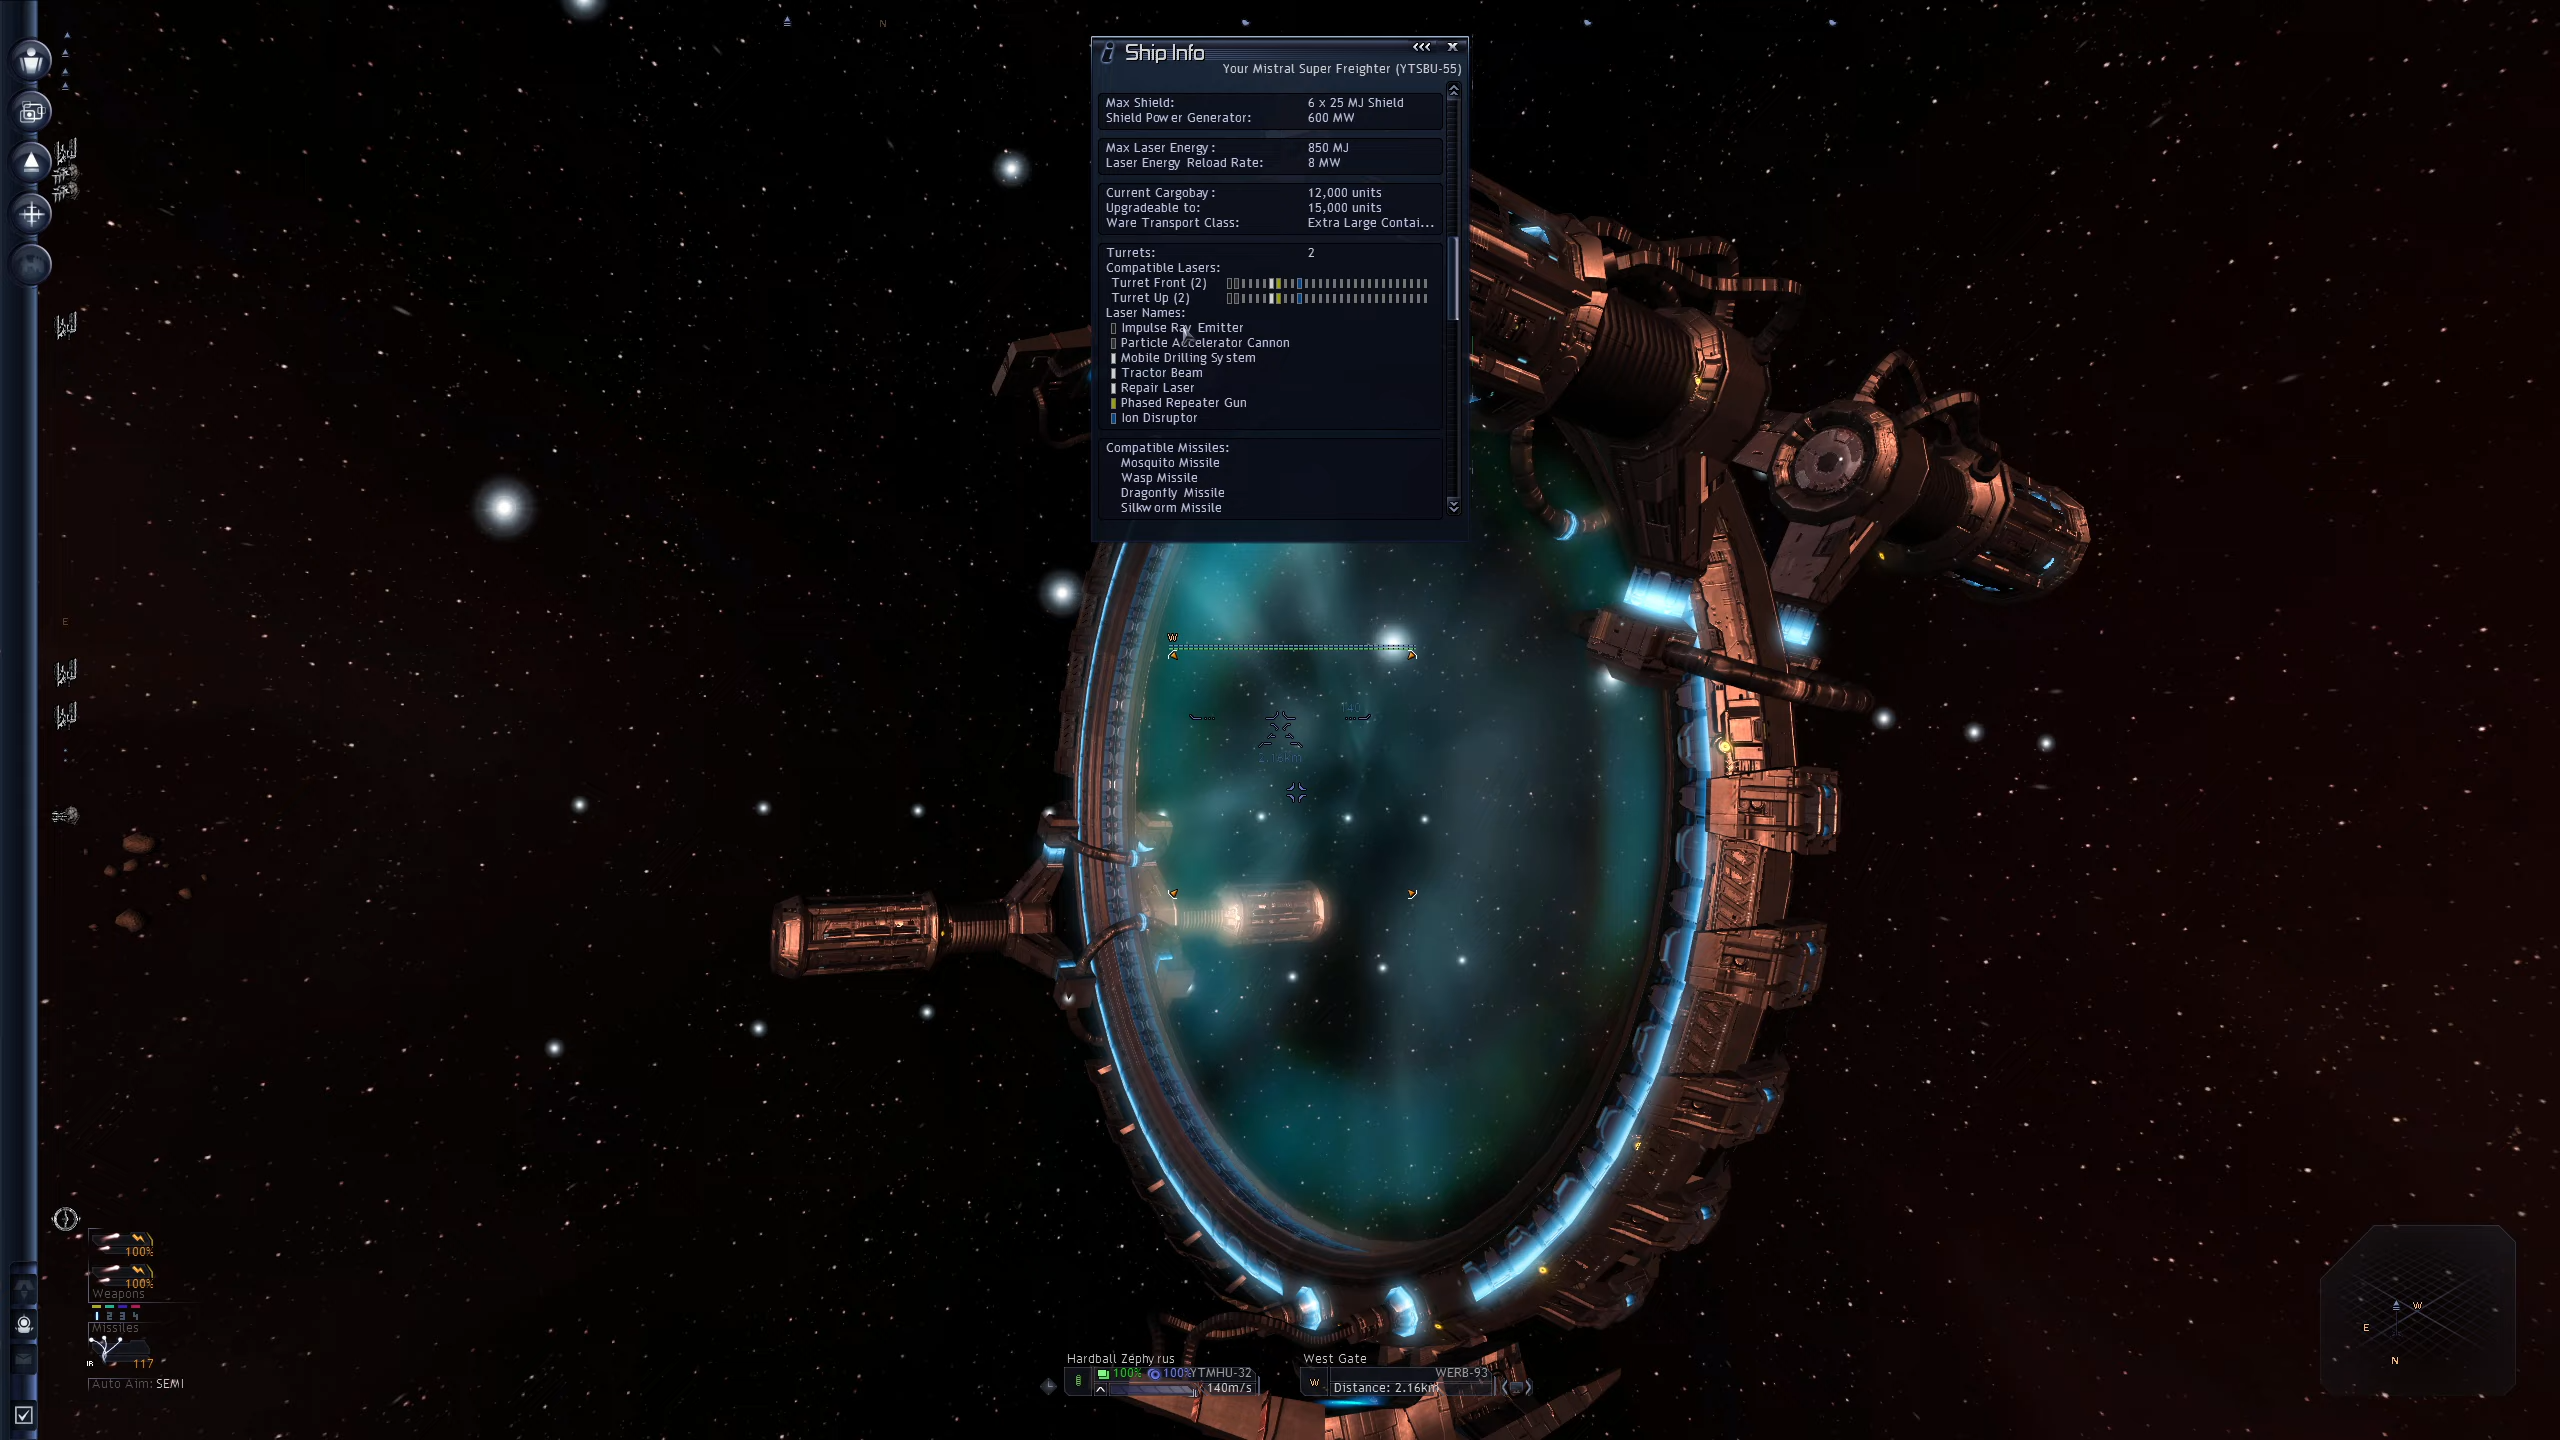 N
Ship Info
Your Mistral Super Freighter (YTSBU-55)
Max Shield: 6 x 25 MJ Shield
Shield Power Generator: 600 MW
Max Laser Energy: 850 MJ
Laser Energy Reload Rate: 8 MW
Current Cargobay: 12,000 units
Upgradeable to: 15,000 units
Ware Transport Class: Extra Large Contai...
Turrets: 2
Compatible Lasers:
Turret Front (2)
Turret Up (2)
Laser Names:
Impulse Ray Emitter
Particle Accelerator Cannon
Mobile Drilling System
Tractor Beam
Repair Laser
Phased Repeater Gun
Ion Disruptor
Compatible Missiles:
Mosquito Missile
Wasp Missile
Dragonfly Missile
Silkworm Missile
E
W
140
2.16km
100%
100%
Weapons
1 2 3 4
Missiles
IR 117
Auto Aim: SEMI
Hardball Zephyrus
100% 100% YTMHU-32
140m/s
West Gate
WERB-93
W Distance: 2.16km
W
E
N